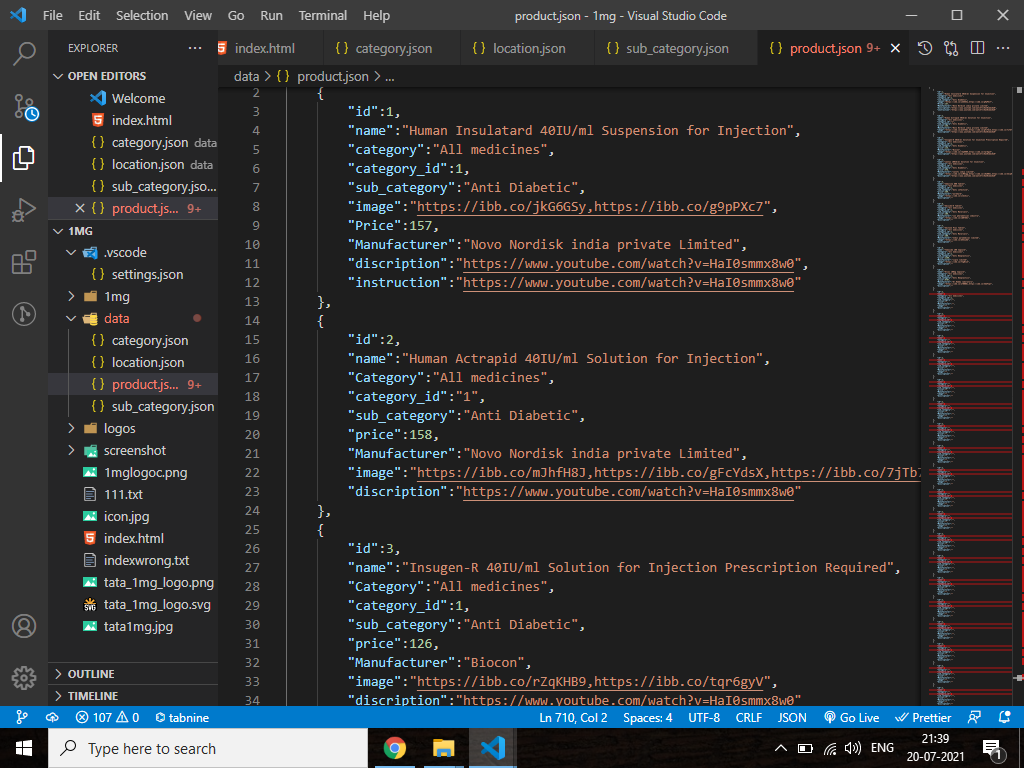 File Edit Selection View Go Run Terminal Help product.json - 1mg - Visual Studio Code
EXPLORER
index.html category.json location.json sub_category.json product.json 9+
OPEN EDITORS
data > {} product.json > ...
Welcome
index.html
category.json data
location.json data
sub_category.jso...
product.js... 9+
1MG
.vscode
settings.json
1mg
data
category.json
location.json
product.js... 9+
sub_category.json
logos
screenshot
1mglogoc.png
111.txt
icon.jpg
index.html
indexwrong.txt
tata_1mg_logo.png
tata_1mg_logo.svg
tata1mg.jpg
OUTLINE
TIMELINE
2 {
3 "id":1,
4 "name":"Human Insulatard 40IU/ml Suspension for Injection",
5 "category":"All medicines",
6 "category_id":1,
7 "sub_category":"Anti Diabetic",
8 "image":"https://ibb.co/jkG6GSy,https://ibb.co/g9pPXc7",
9 "Price":157,
10 "Manufacturer":"Novo Nordisk india private Limited",
11 "discription":"https://www.youtube.com/watch?v=HaI0smmx8w0",
12 "instruction":"https://www.youtube.com/watch?v=HaI0smmx8w0"
13 },
14 {
15 "id":2,
16 "name":"Human Actrapid 40IU/ml Solution for Injection",
17 "Category":"All medicines",
18 "category_id":"1",
19 "sub_category":"Anti Diabetic",
20 "price":158,
21 "Manufacturer":"Novo Nordisk india private Limited",
22 "image":"https://ibb.co/mJhfH8J,https://ibb.co/gFcYdsX,https://ibb.co/7jTb7
23 "discription":"https://www.youtube.com/watch?v=HaI0smmx8w0"
24 },
25 {
26 "id":3,
27 "name":"Insugen-R 40IU/ml Solution for Injection Prescription Required",
28 "Category":"All medicines",
29 "category_id":1,
30 "sub_category":"Anti Diabetic",
31 "price":126,
32 "Manufacturer":"Biocon",
33 "image":"https://ibb.co/rZqKHB9,https://ibb.co/tqr6gyV",
34 "discription":"https://www.youtube.com/watch?v=HaI0smmx8w0"
107 0 tabnine Ln 710, Col 2 Spaces: 4 UTF-8 CRLF JSON Go Live Prettier
Type here to search
ENG 21:39
20-07-2021
1